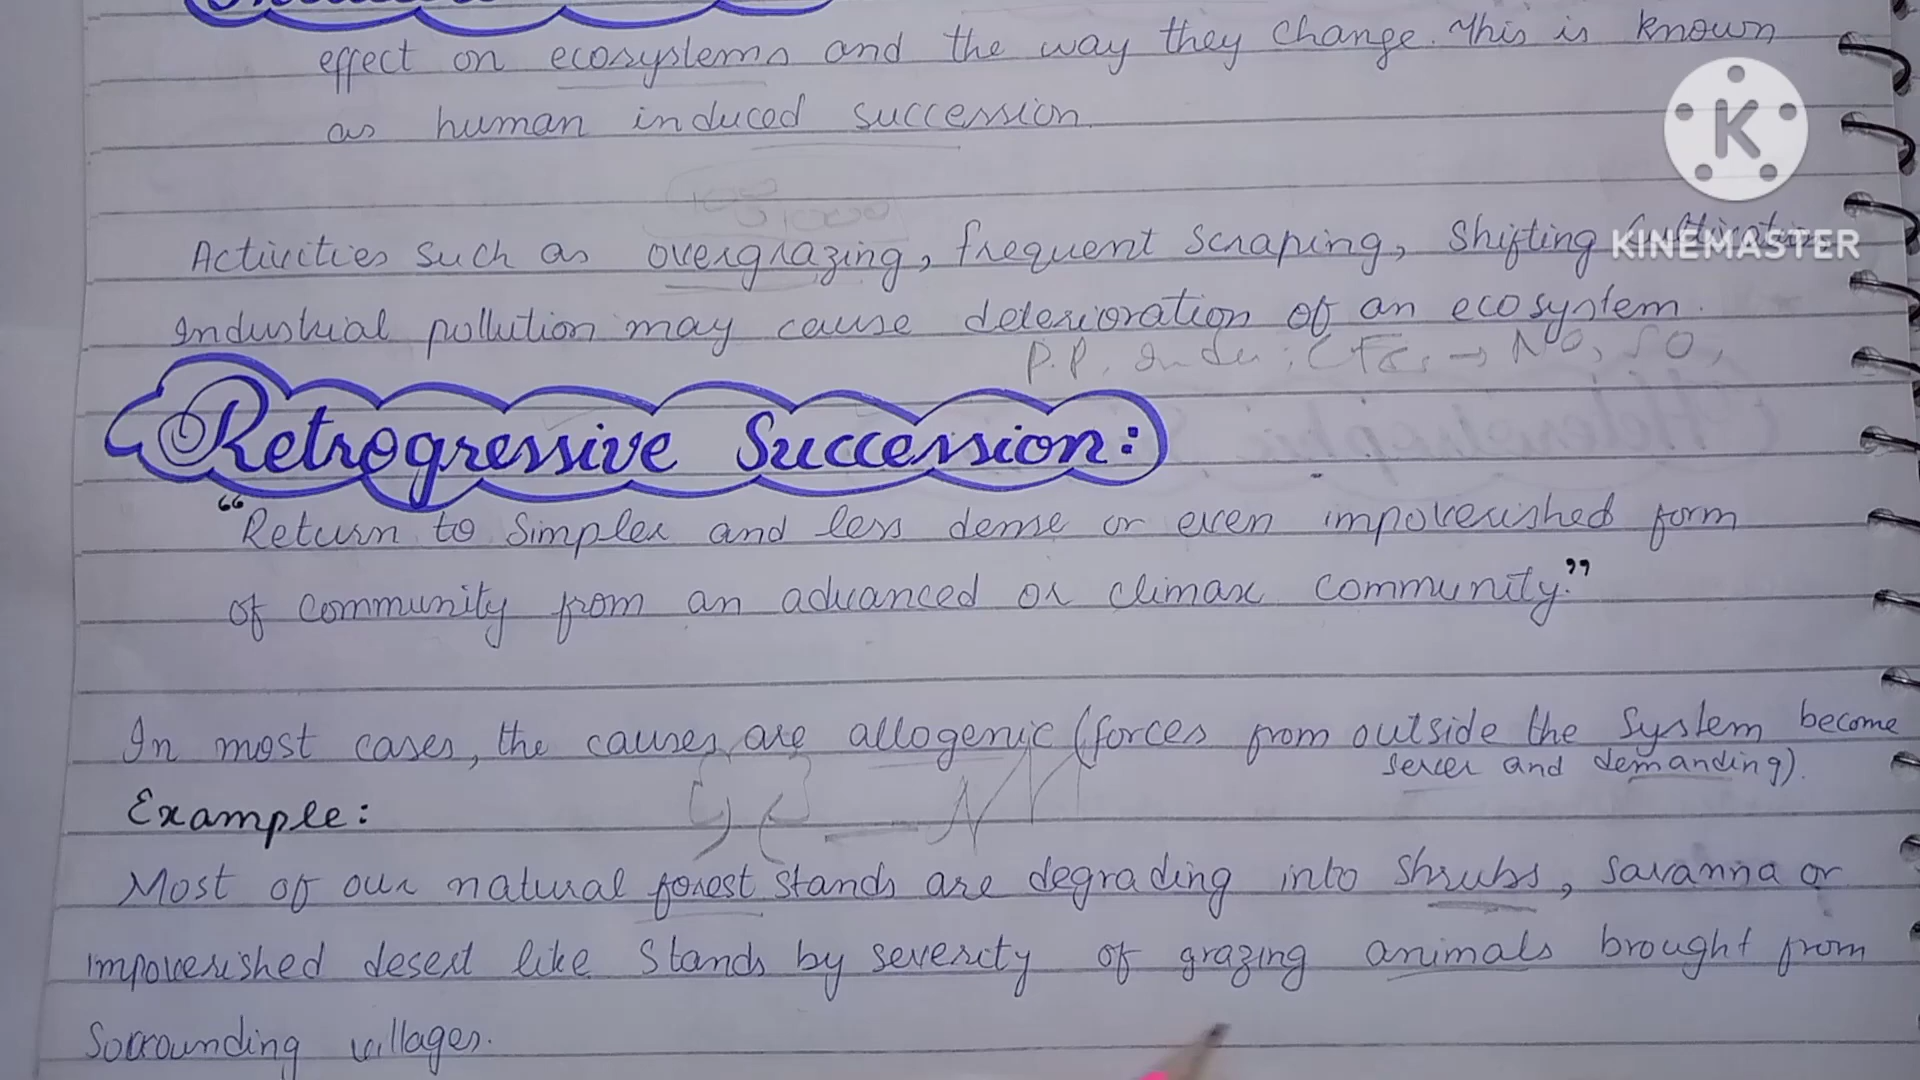 effect on ecosystems and the way they change. This is known
as human induced succession.
Activities such as overgrazing, frequent scraping, shifting
KINEMASTER
Industrial pollution may cause deterioration of an ecosystem.
Retrogressive Succession:
"Return to simpler and less dense or even impoverished form
of community from an advanced or climax community."
In most cases, the causes are allogenic (forces from outside the system become
sever and demanding).
Example:
Most of our natural forest stands are degrading into shrubs, savanna or
impoverished desert like stands by severity of grazing animals brought from
Sorrounding villages.